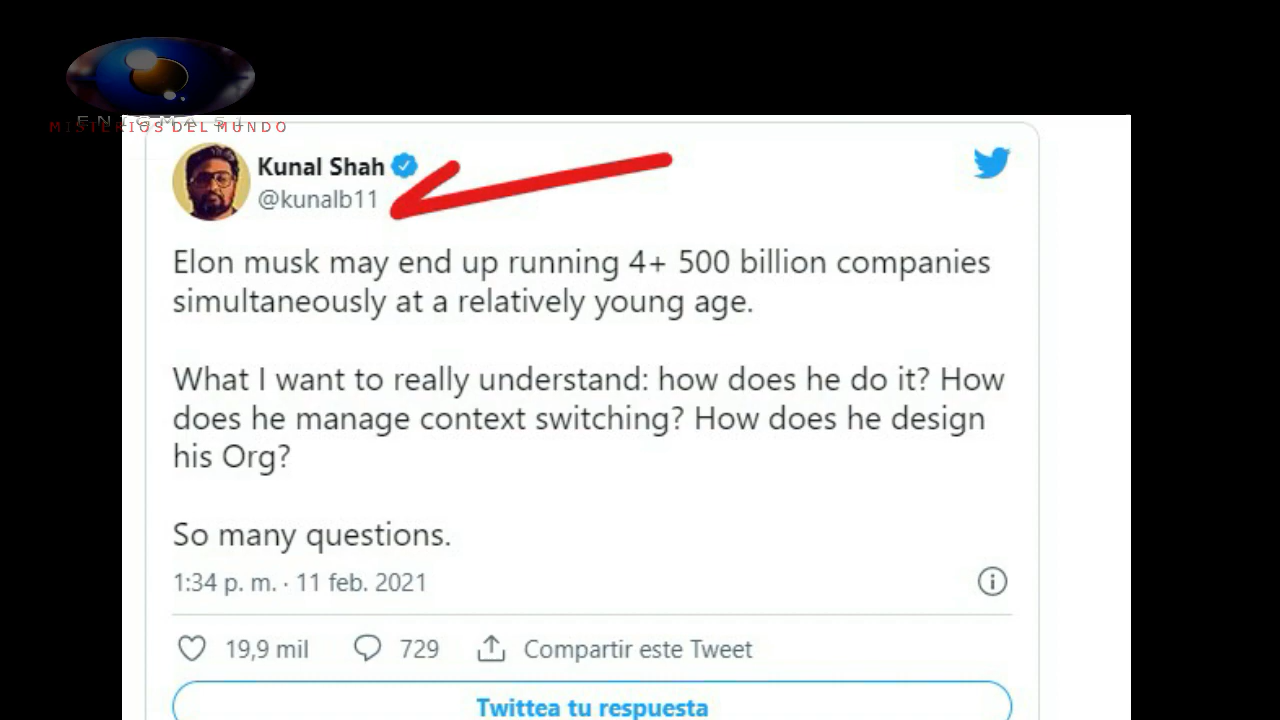 ENIGMAS1
MISTERIOS DEL MUNDO
Kunal Shah
@kunalb11
Elon musk may end up running 4+ 500 billion companies
simultaneously at a relatively young age.
What I want to really understand: how does he do it? How
does he manage context switching? How does he design
his Org?
So many questions.
1:34 p. m. · 11 feb. 2021
19,9 mil
729
Compartir este Tweet
Twittea tu respuesta